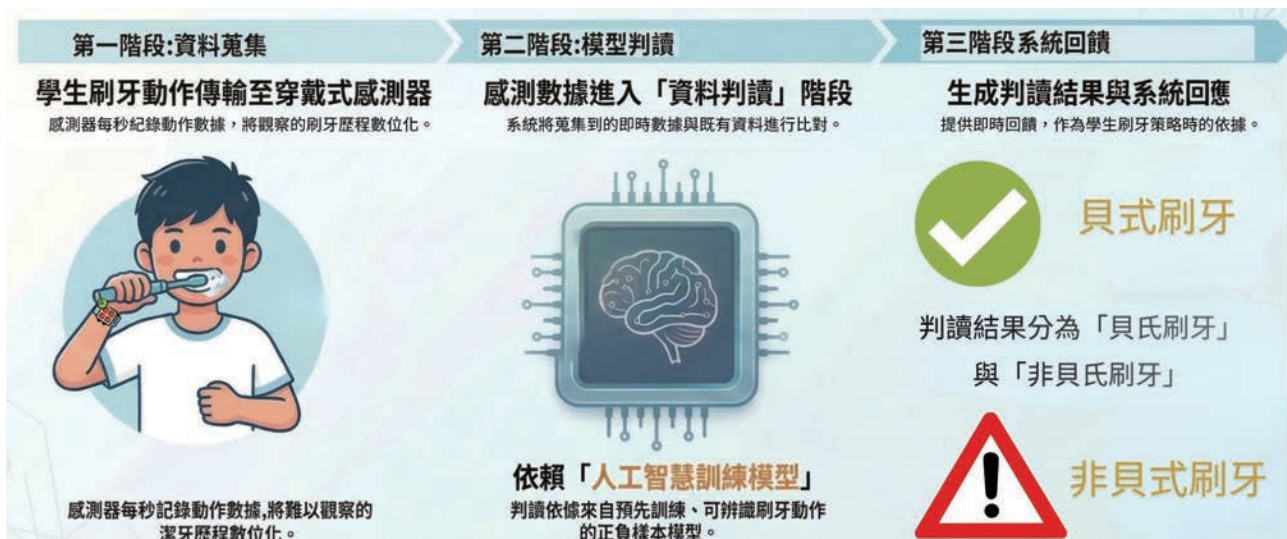 第一階段:資料蒐集
學生刷牙動作傳輸至穿戴式感測器
感測器每秒紀錄動作數據，將觀察的刷牙歷程數位化。
感測器每秒記錄動作數據,將難以觀察的
潔牙歷程數位化。
第二階段:模型判讀
感測數據進入「資料判讀」階段
系統將蒐集到的即時數據與既有資料進行比對。
依賴「人工智慧訓練模型」
判讀依據來自預先訓練、可辨識刷牙動作
的正負樣本模型。
第三階段系統回饋
生成判讀結果與系統回應
提供即時回饋，作為學生刷牙策略時的依據。
貝式刷牙
判讀結果分為「貝氏刷牙」
與「非貝氏刷牙」
非貝式刷牙